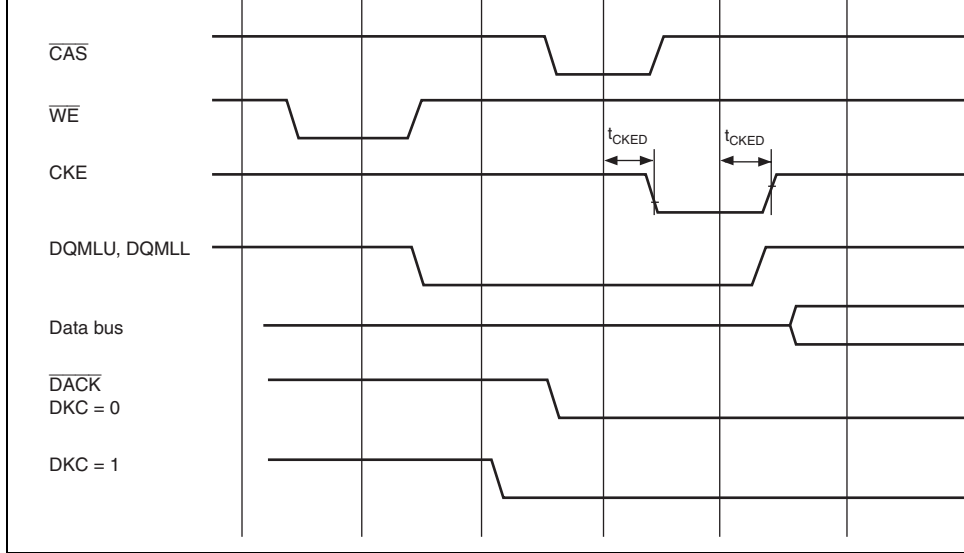 CAS
WE
tCKED tCKED
CKE
DQMLU, DQMLL
Data bus
DACK
DKC = 0
DKC = 1